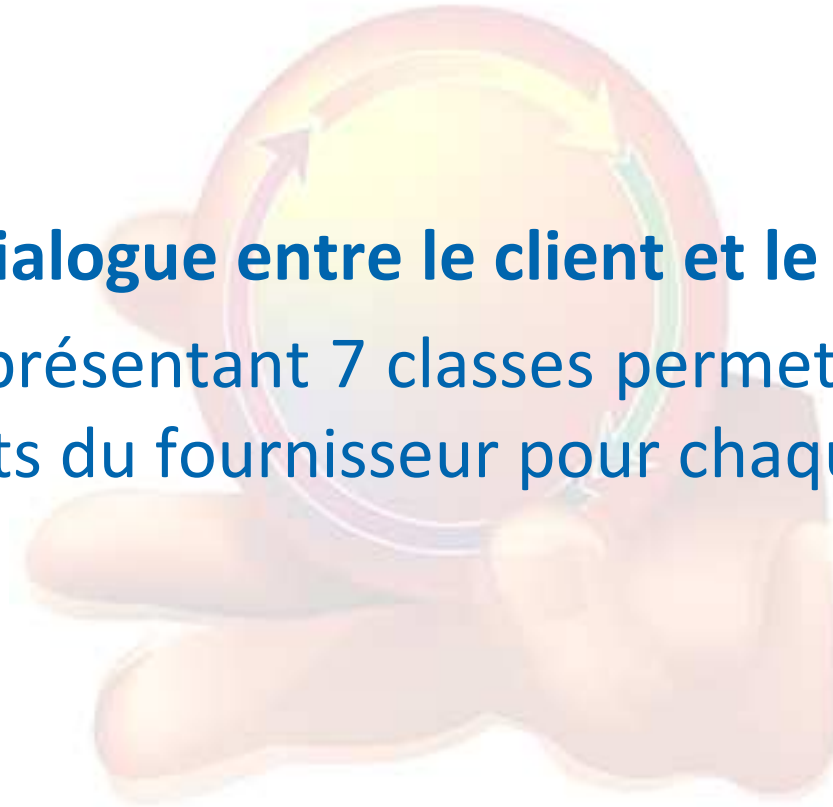 ialogue entre le client et le
présentant 7 classes permet
ts du fournisseur pour chaqu